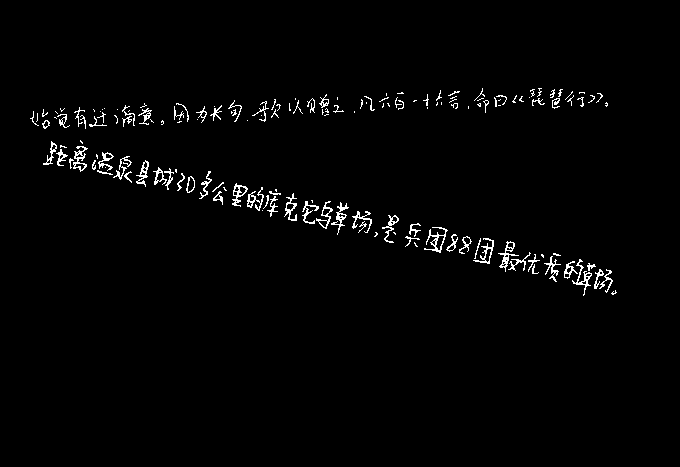 始觉有迁谪意。因为长句,歌以赠之,凡六百一十六言,命曰《琵琶行》。
距离温泉县城30多公里的库克它乌草场,是兵团88团最优质的草场。